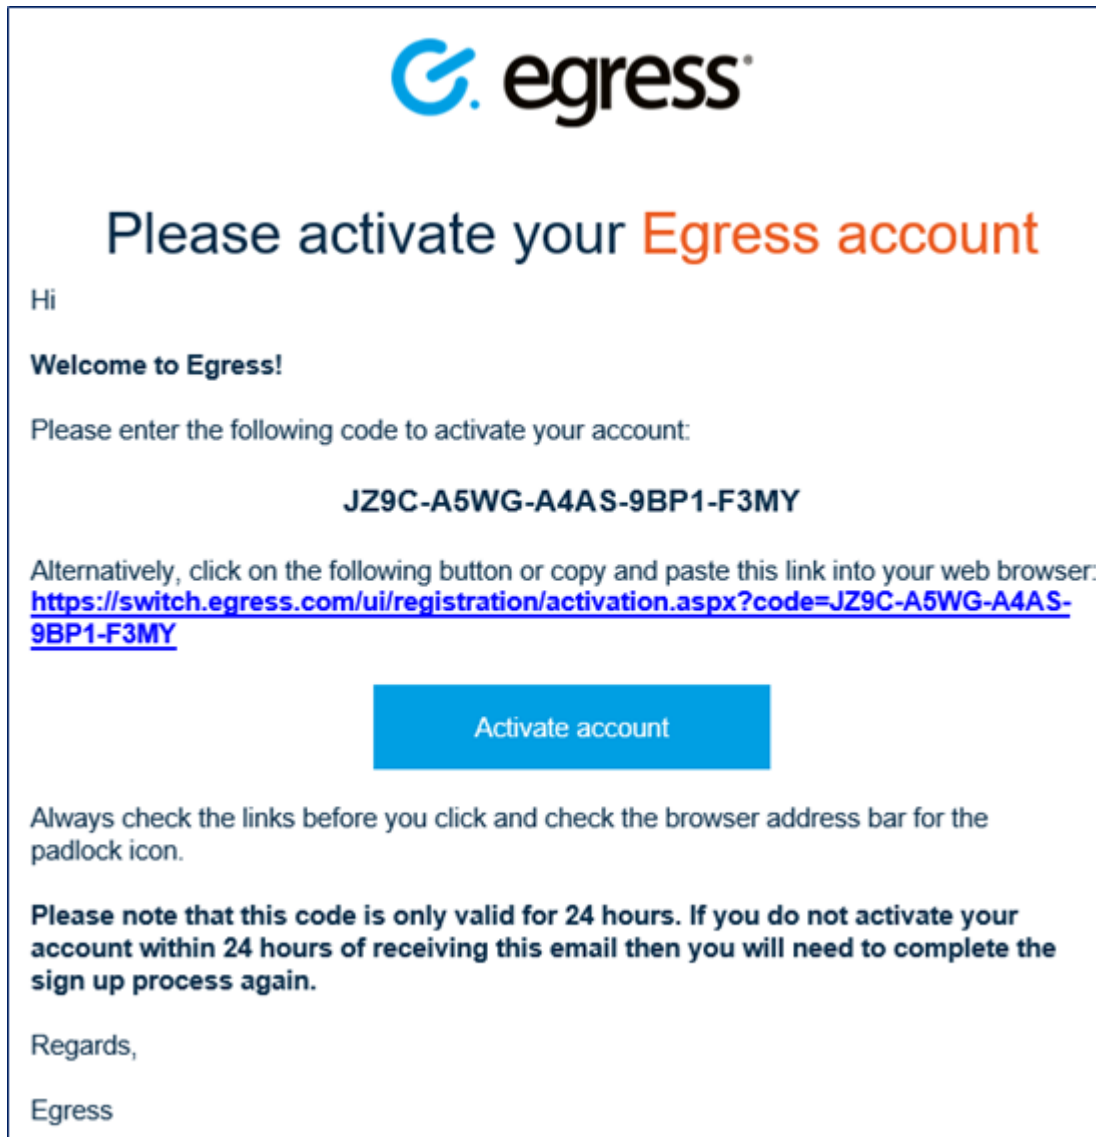 egress
Please activate your Egress account
Hi
Welcome to Egress!
Please enter the following code to activate your account:
JZ9C-A5WG-A4AS-9BP1-F3MY
Alternatively, click on the following button or copy and paste this link into your web browser:
https://switch.egress.com/ui/registration/activation.aspx?code=JZ9C-A5WG-A4AS-
9BP1-F3MY
Activate account
Always check the links before you click and check the browser address bar for the
padlock icon.
Please note that this code is only valid for 24 hours. If you do not activate your
account within 24 hours of receiving this email then you will need to complete the
sign up process again.
Regards,
Egress